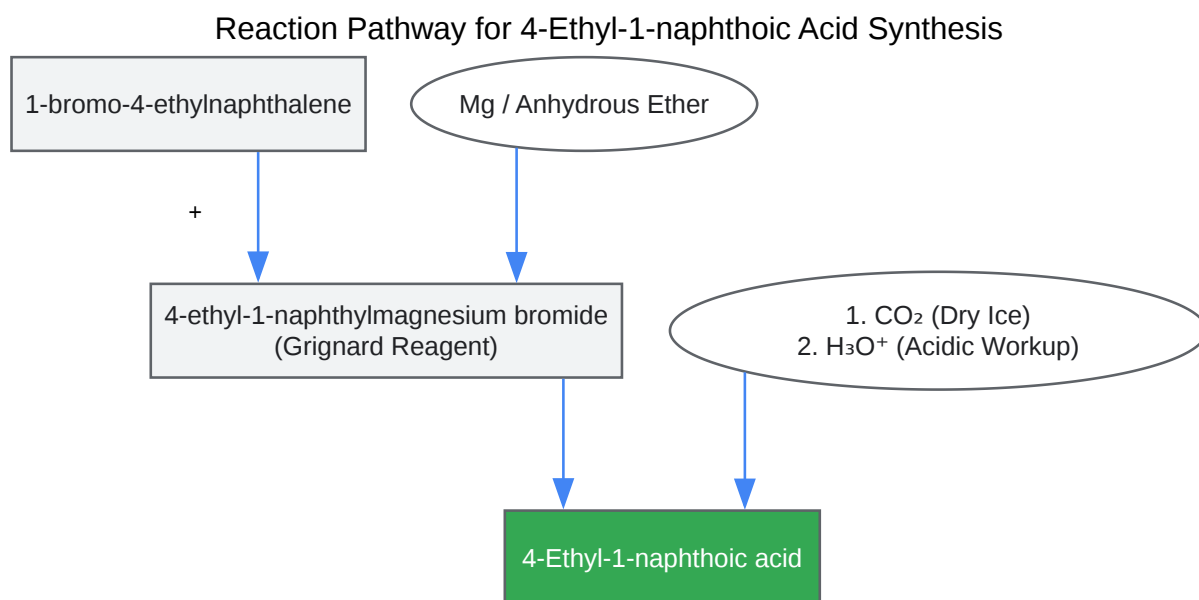 Reaction Pathway for 4-Ethyl-1-naphthoic Acid Synthesis
1-bromo-4-ethylnaphthalene
Mg / Anhydrous Ether
+
4-ethyl-1-naphthylmagnesium bromide
(Grignard Reagent)
1. CO₂ (Dry Ice)
2. H₃O⁺ (Acidic Workup)
4-Ethyl-1-naphthoic acid